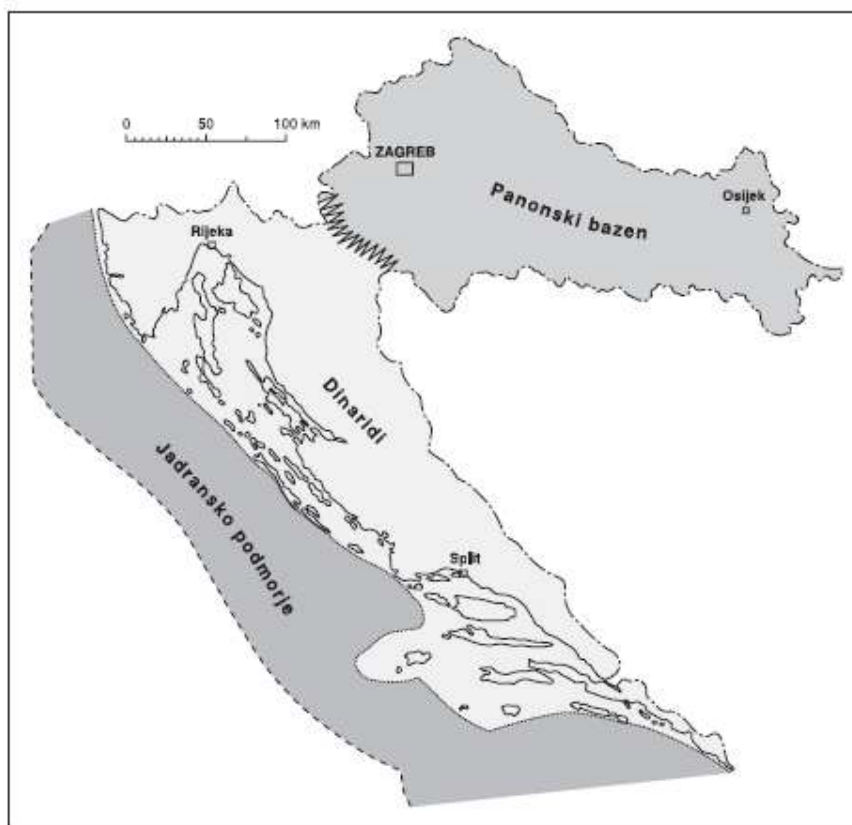 0 50 100 km
ZAGREB
Panonski bazen
Osijek
Rijeka
Dinaridi
Jadransko podmorje
Split